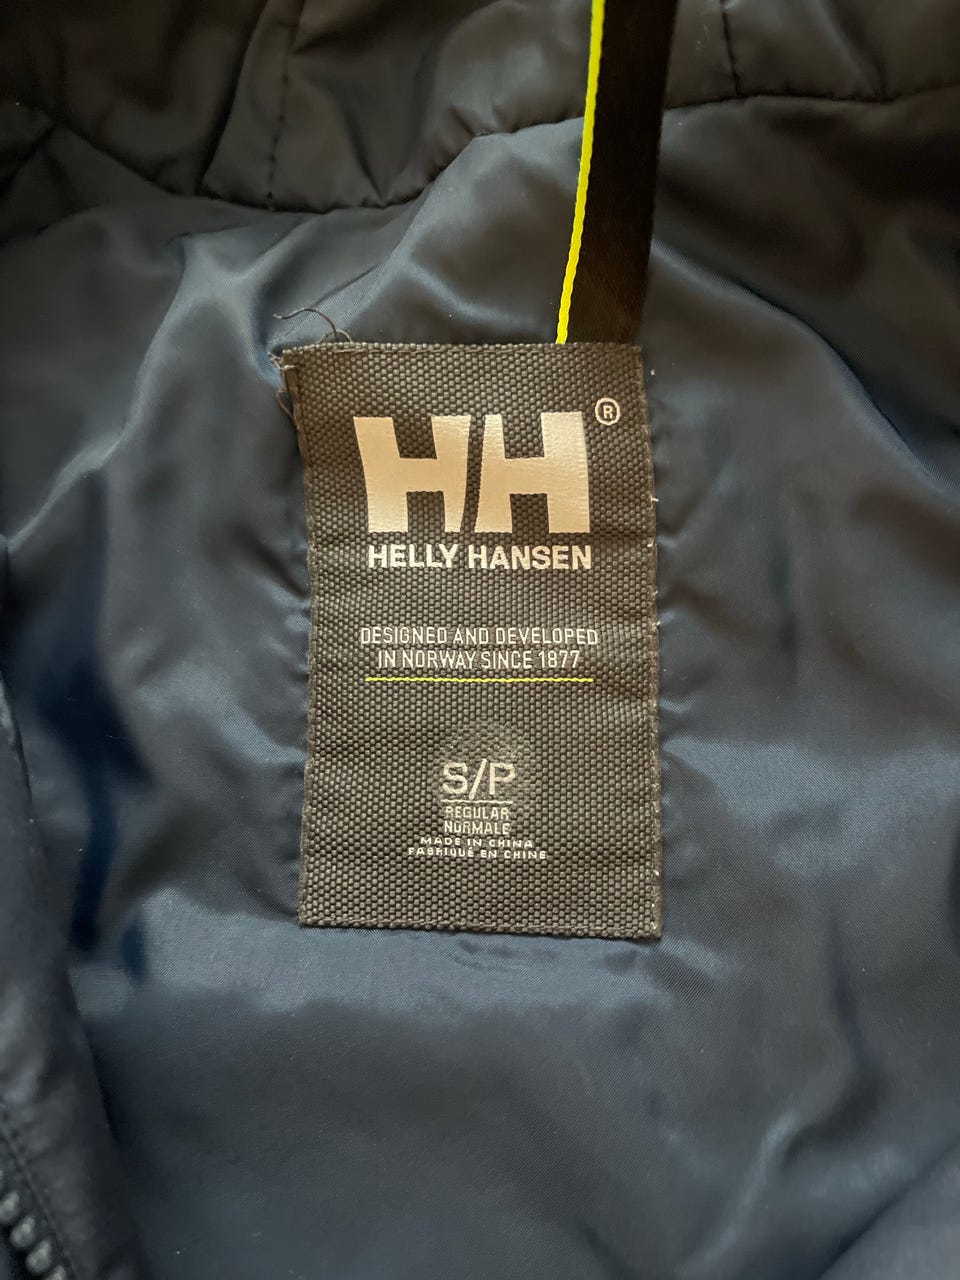 HH®
HELLY HANSEN
DESIGNED AND DEVELOPED
IN NORWAY SINCE 1877
S/P
REGULAR
NORMALE
MADE IN CHINA
FABRIQUÉ EN CHINE